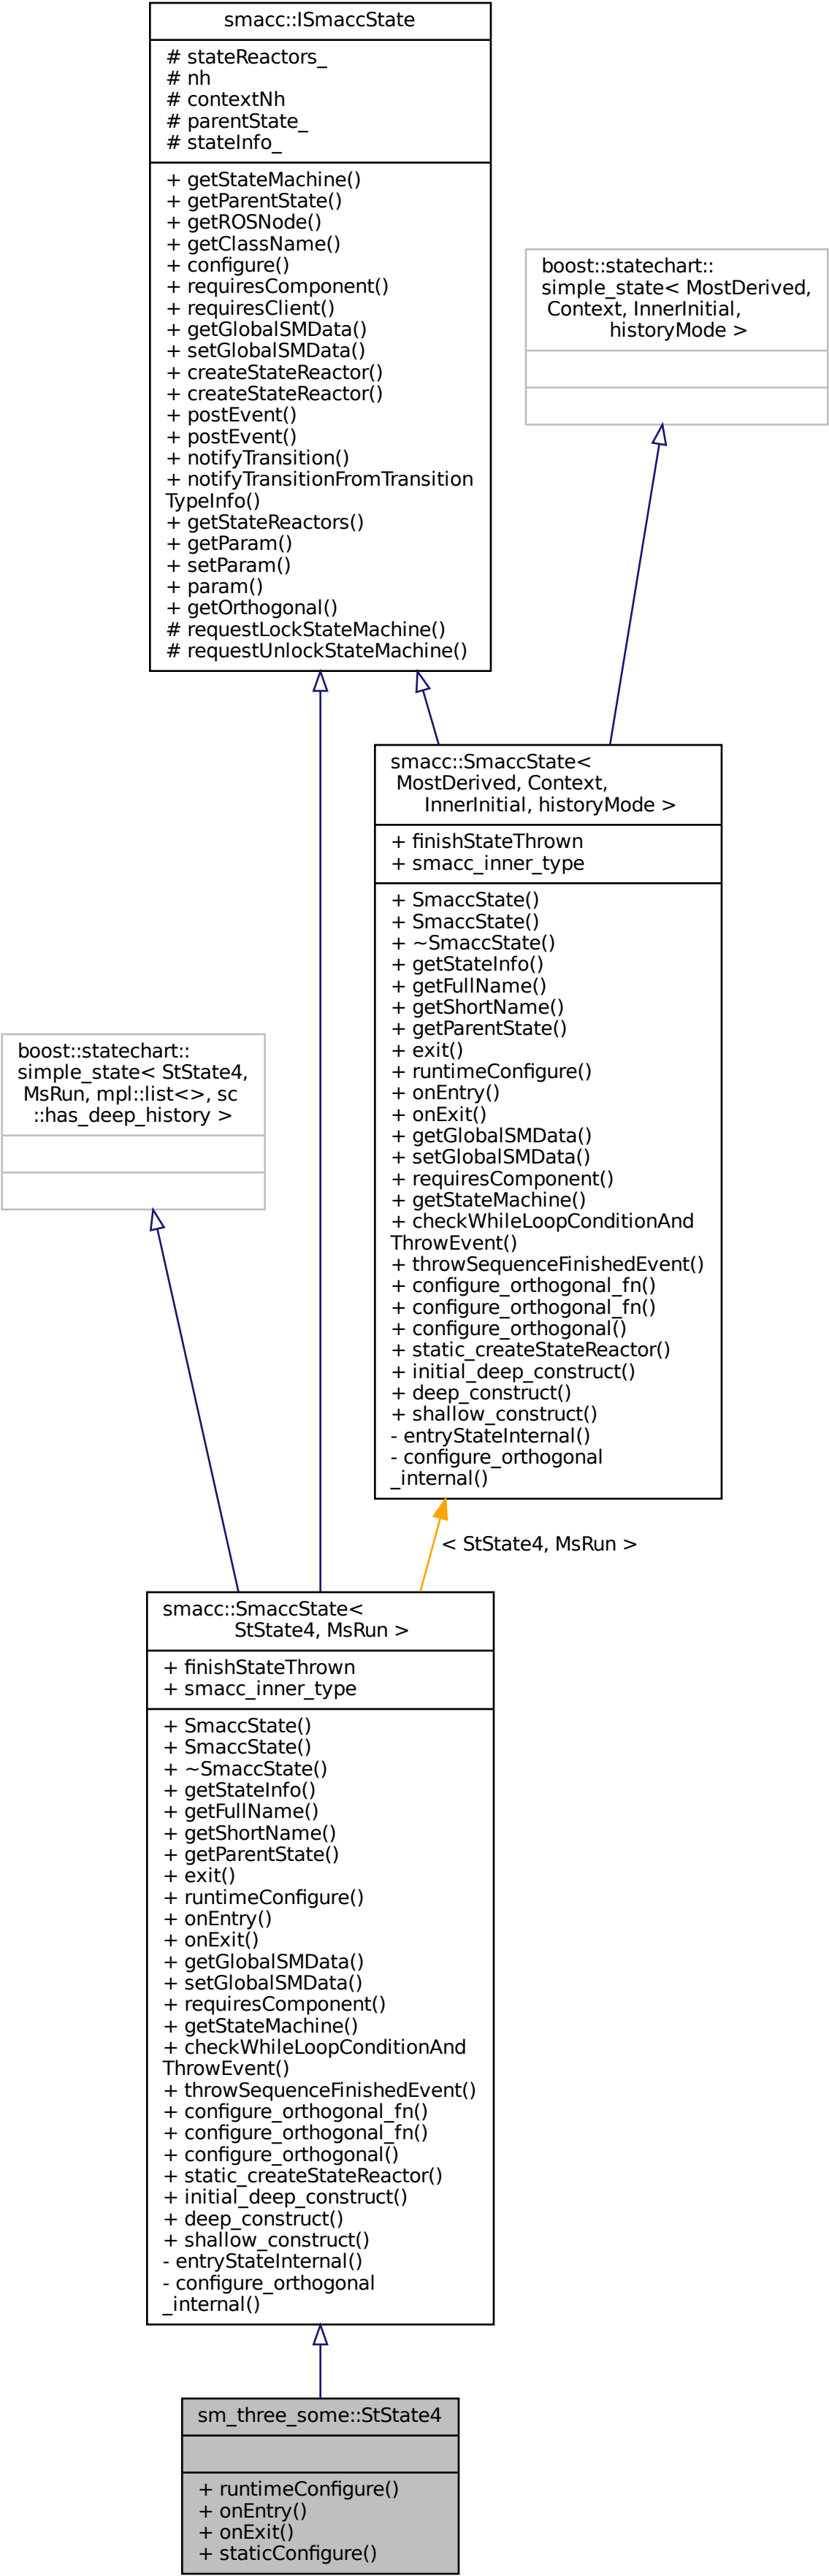 smacc::ISmaccState
# stateReactors_
# nh
# contextNh
# parentState_
# stateInfo_
+ getStateMachine()
+ getParentState()
+ getROSNode()
+ getClassName()
+ configure()
+ requiresComponent()
+ requiresClient()
+ getGlobalSMData()
+ setGlobalSMData()
+ createStateReactor()
+ createStateReactor()
+ postEvent()
+ postEvent()
+ notifyTransition()
+ notifyTransitionFromTransition
TypeInfo()
+ getStateReactors()
+ getParam()
+ setParam()
+ param()
+ getOrthogonal()
# requestLockStateMachine()
# requestUnlockStateMachine()
boost::statechart::
simple_state< MostDerived,
Context, InnerInitial,
historyMode >
smacc::SmaccState<
MostDerived, Context,
InnerInitial, historyMode >
+ finishStateThrown
+ smacc_inner_type
+ SmaccState()
+ SmaccState()
+ ~SmaccState()
+ getStateInfo()
+ getFullName()
+ getShortName()
+ getParentState()
+ exit()
+ runtimeConfigure()
+ onEntry()
+ onExit()
+ getGlobalSMData()
+ setGlobalSMData()
+ requiresComponent()
+ getStateMachine()
+ checkWhileLoopConditionAnd
ThrowEvent()
+ throwSequenceFinishedEvent()
+ configure_orthogonal_fn()
+ configure_orthogonal_fn()
+ configure_orthogonal()
+ static_createStateReactor()
+ initial_deep_construct()
+ deep_construct()
+ shallow_construct()
- entryStateInternal()
- configure_orthogonal
_internal()
boost::statechart::
simple_state< StState4,
MsRun, mpl::list<>, sc
::has_deep_history >
< StState4, MsRun >
smacc::SmaccState<
StState4, MsRun >
+ finishStateThrown
+ smacc_inner_type
+ SmaccState()
+ SmaccState()
+ ~SmaccState()
+ getStateInfo()
+ getFullName()
+ getShortName()
+ getParentState()
+ exit()
+ runtimeConfigure()
+ onEntry()
+ onExit()
+ getGlobalSMData()
+ setGlobalSMData()
+ requiresComponent()
+ getStateMachine()
+ checkWhileLoopConditionAnd
ThrowEvent()
+ throwSequenceFinishedEvent()
+ configure_orthogonal_fn()
+ configure_orthogonal_fn()
+ configure_orthogonal()
+ static_createStateReactor()
+ initial_deep_construct()
+ deep_construct()
+ shallow_construct()
- entryStateInternal()
- configure_orthogonal
_internal()
sm_three_some::StState4
+ runtimeConfigure()
+ onEntry()
+ onExit()
+ staticConfigure()